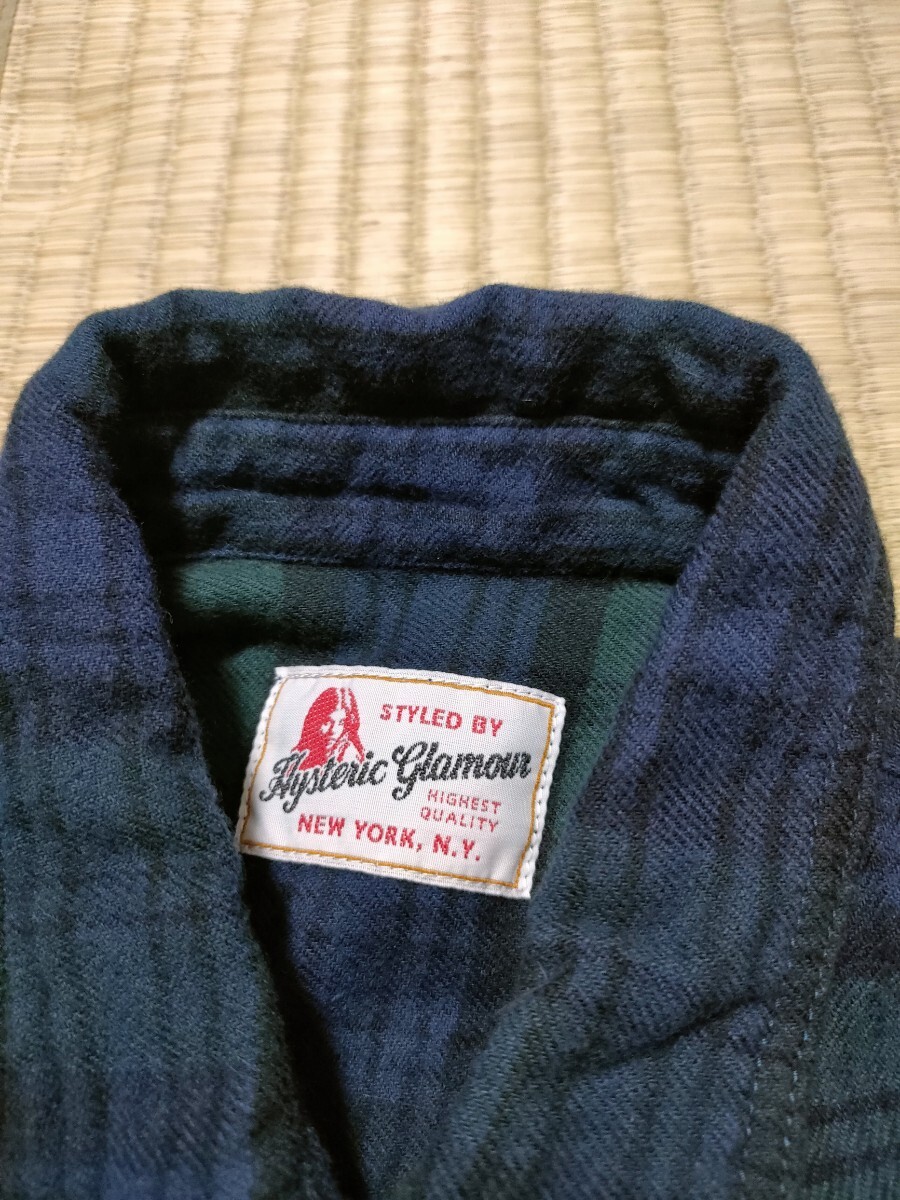 STYLED BY
Hysteric Glamour
HIGHEST
QUALITY
NEW YORK, N.Y.